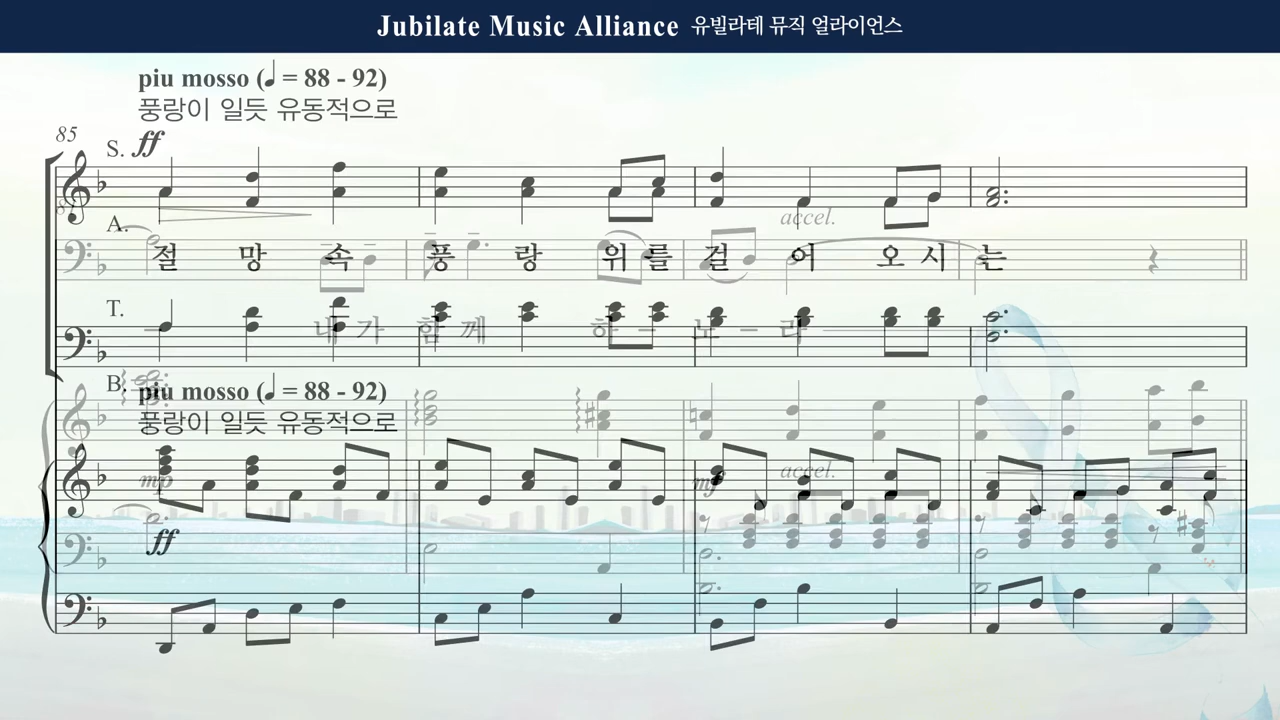 Jubilate Music Alliance 유빌라테 뮤직 얼라이언스
piu mosso (♩ = 88 - 92)
풍랑이 일듯 유동적으로
85
S. ff
accel.
A.
절 망 속 풍 랑 위 를 걸 어 오 시 는
T.
내 가 함 께 하 – 노 – 라
B.
piu mosso (♩ = 88 - 92)
풍랑이 일듯 유동적으로
mp mf accel.
ff